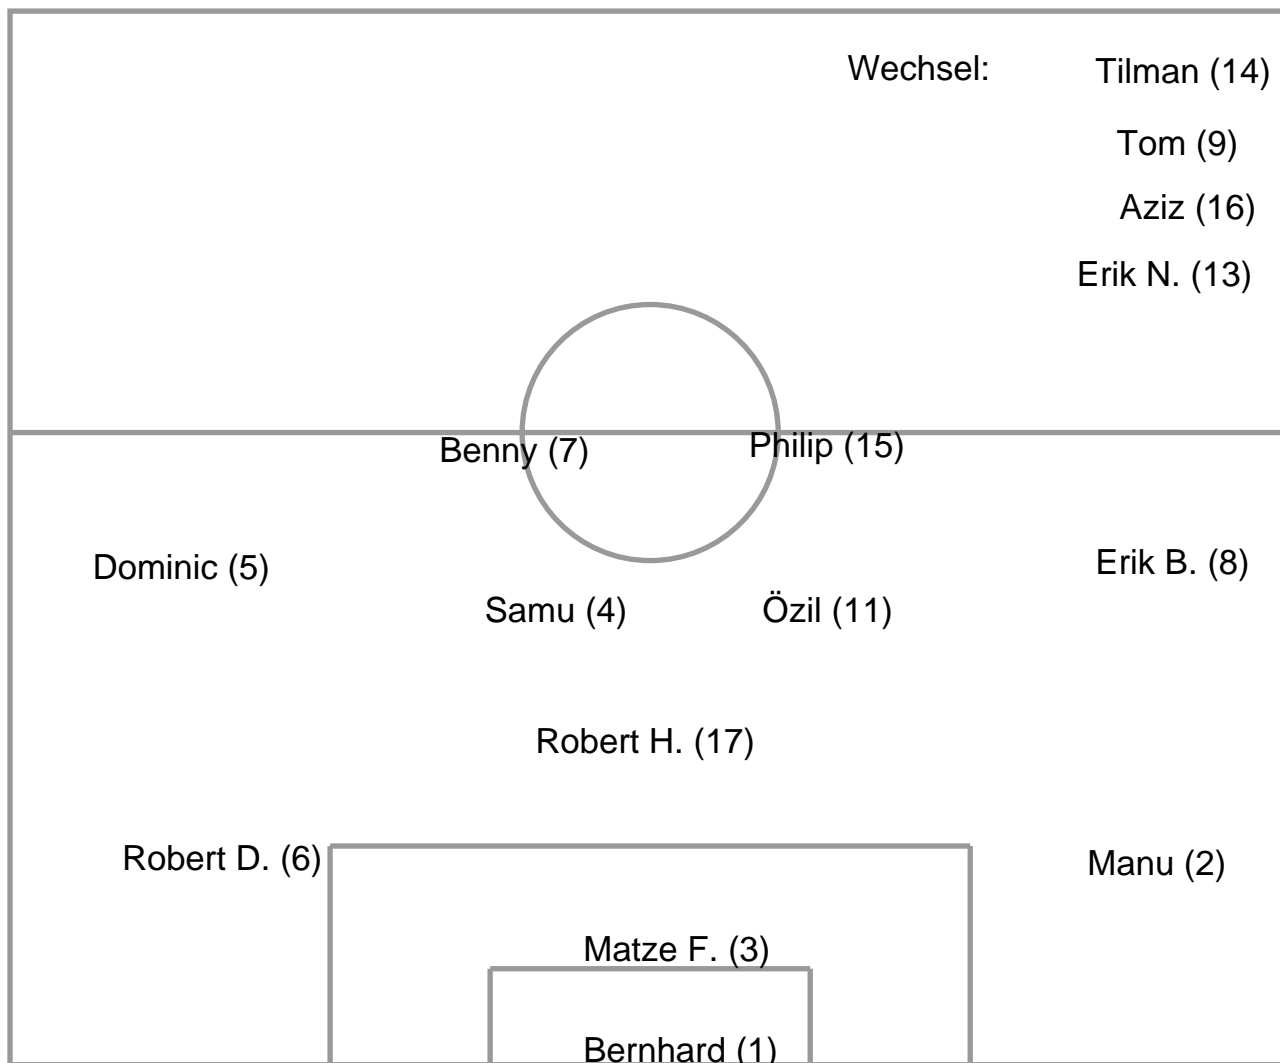 Wechsel: Tilman (14)
Tom (9)
Aziz (16)
Erik N. (13)
Benny (7) Philip (15)
Dominic (5) Erik B. (8)
Samu (4) Özil (11)
Robert H. (17)
Robert D. (6) Manu (2)
Matze F. (3)
Bernhard (1)